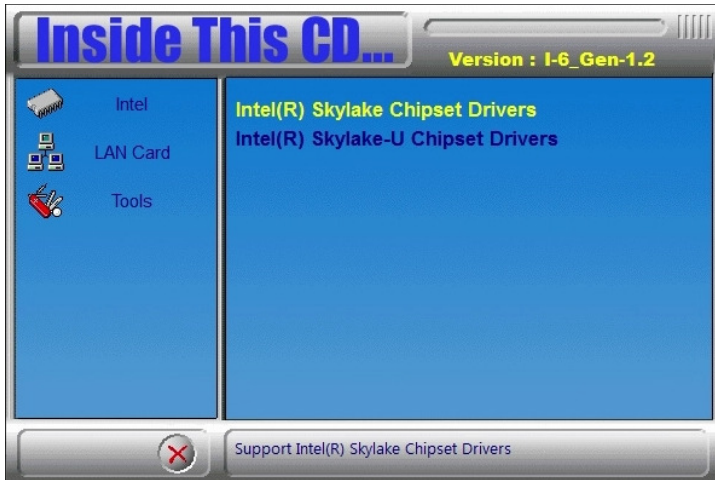 Inside This CD...
Version : I-6_Gen-1.2
Intel
LAN Card
Tools
Intel(R) Skylake Chipset Drivers
Intel(R) Skylake-U Chipset Drivers
Support Intel(R) Skylake Chipset Drivers